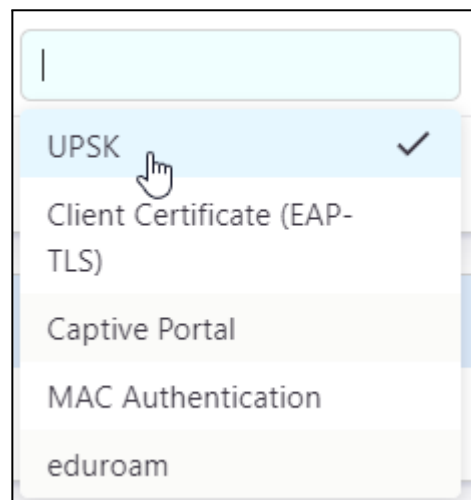 UPSK
Client Certificate (EAP-
TLS)
Captive Portal
MAC Authentication
eduroam